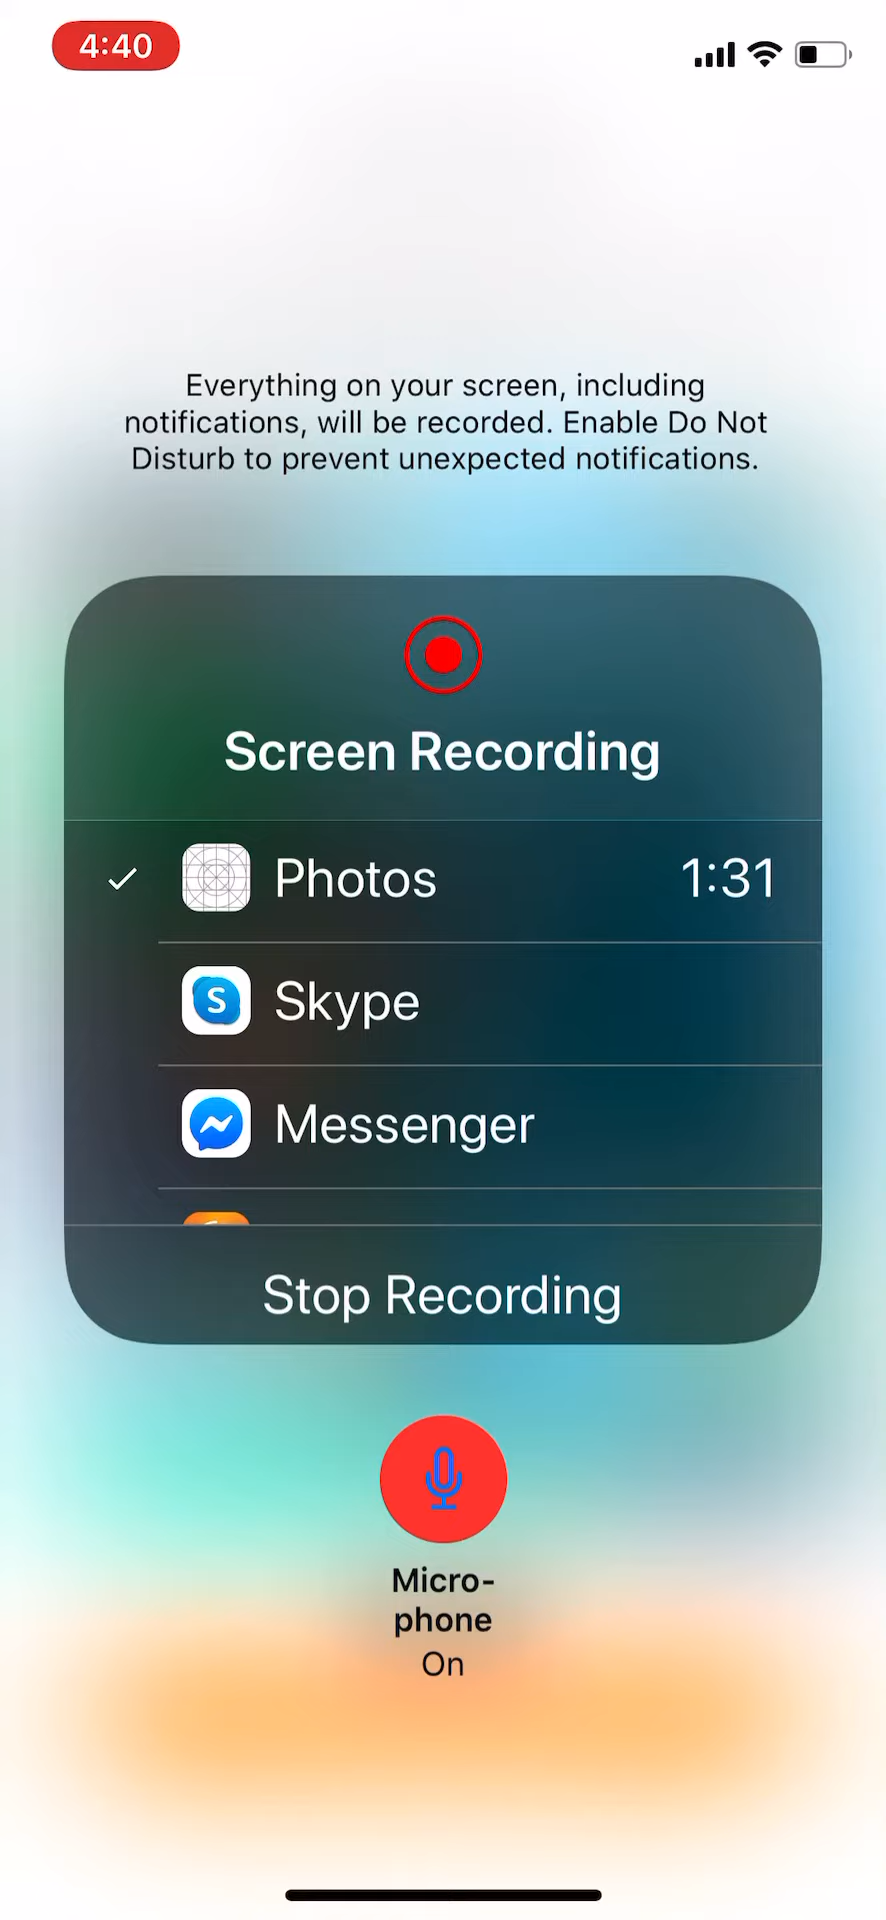 4:40
Everything on your screen, including
notifications, will be recorded. Enable Do Not
Disturb to prevent unexpected notifications.
Screen Recording
Photos 1:31
S Skype
Messenger
Stop Recording
Micro-
phone
On